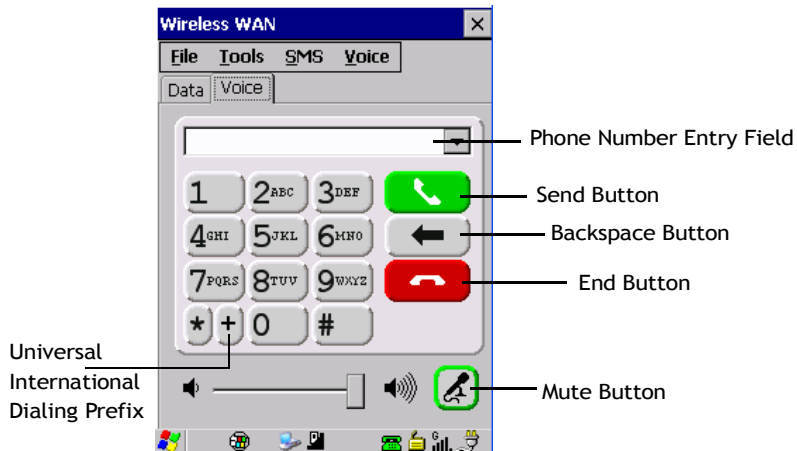 Wireless WAN
File Tools SMS Voice
Data Voice
Phone Number Entry Field
1 2ABC 3DEF
Send Button
4GHI 5JKL 6MNO
Backspace Button
7PQRS 8TUV 9WXYZ
End Button
* + 0 #
Universal
International
Dialing Prefix
Mute Button
G